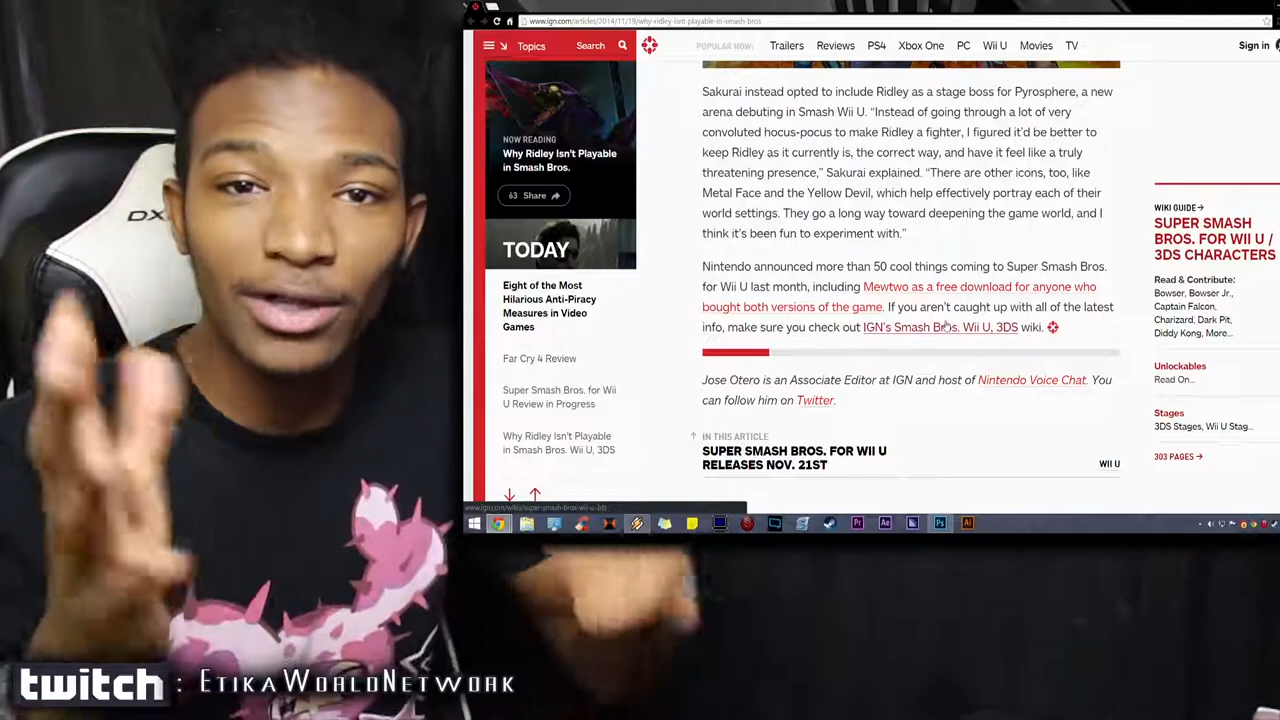 www.ign.com/articles/2014/11/19/why-ridley-isnt-playable-in-smash-bros
Topics
Search
POPULAR NOW:
Trailers
Reviews
PS4
Xbox One
PC
Wii U
Movies
TV
Sign in
NOW READING
Why Ridley Isn't Playable
in Smash Bros.
63 Share
TODAY
Eight of the Most
Hilarious Anti-Piracy
Measures in Video
Games
Far Cry 4 Review
Super Smash Bros. for Wii
U Review in Progress
Why Ridley Isn't Playable
in Smash Bros. Wii U, 3DS
Sakurai instead opted to include Ridley as a stage boss for Pyrosphere, a new
arena debuting in Smash Wii U. “Instead of going through a lot of very
convoluted hocus-pocus to make Ridley a fighter, I figured it’d be better to
keep Ridley as it currently is, the correct way, and have it feel like a truly
threatening presence,” Sakurai explained. “There are other icons, too, like
Metal Face and the Yellow Devil, which help effectively portray each of their
world settings. They go a long way toward deepening the game world, and I
think it’s been fun to experiment with.”
Nintendo announced more than 50 cool things coming to Super Smash Bros.
for Wii U last month, including Mewtwo as a free download for anyone who
bought both versions of the game. If you aren’t caught up with all of the latest
info, make sure you check out IGN’s Smash Bros. Wii U, 3DS wiki.
Jose Otero is an Associate Editor at IGN and host of Nintendo Voice Chat. You
can follow him on Twitter.
IN THIS ARTICLE
SUPER SMASH BROS. FOR WII U
RELEASES NOV. 21ST
WII U
WIKI GUIDE
SUPER SMASH
BROS. FOR WII U /
3DS CHARACTERS
Read & Contribute:
Bowser, Bowser Jr.,
Captain Falcon,
Charizard, Dark Pit,
Diddy Kong, More...
Unlockables
Read On...
Stages
3DS Stages, Wii U Stag...
303 PAGES
www.ign.com/wikis/super-smash-bros-wii-u-3ds
Pr
Ae
Ps
Ai
DX
twitch : EtikaWorldNetwork